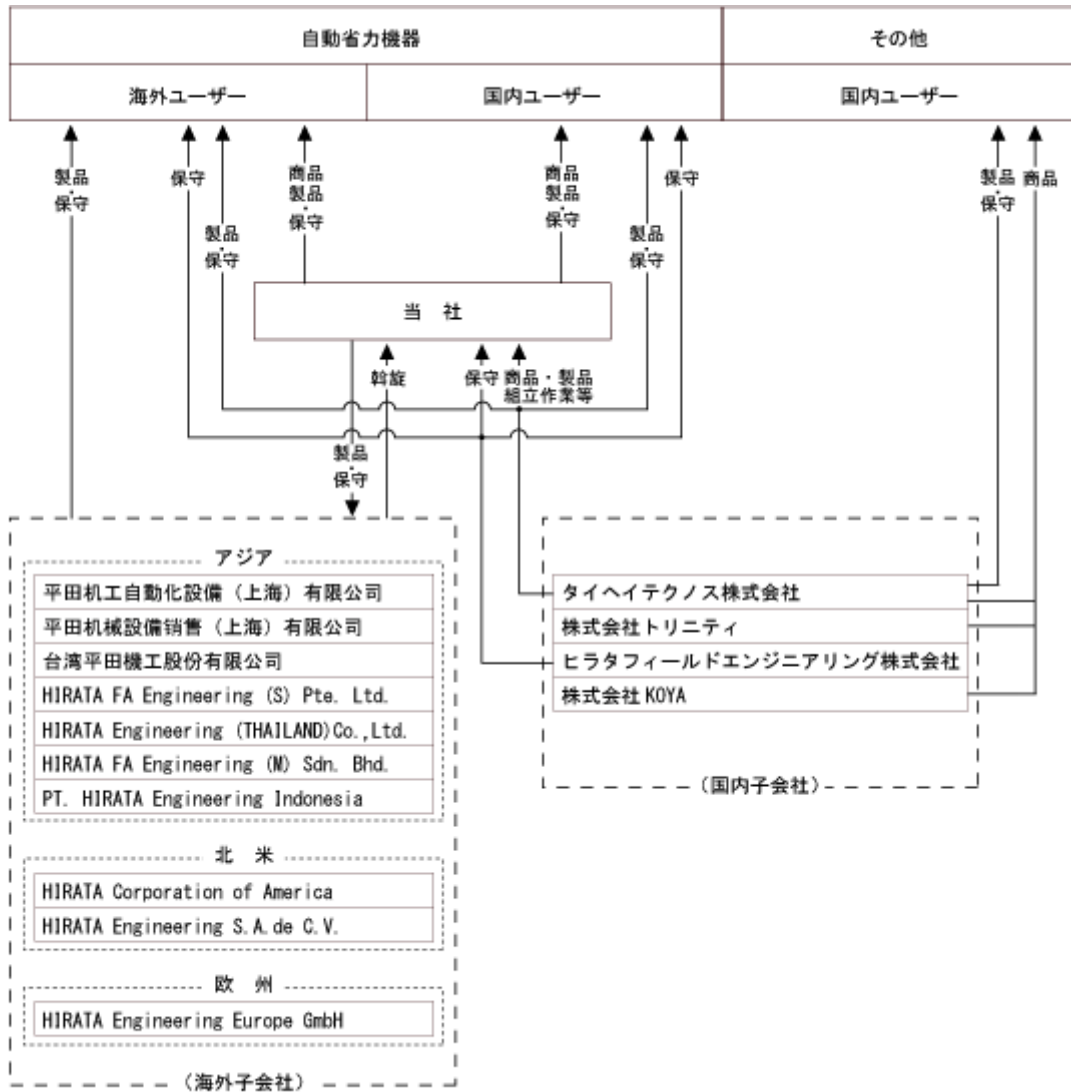 自動省力機器
その他
海外ユーザー
国内ユーザー
国内ユーザー
製品・保守
保守
製品・保守
商品・製品・保守
商品・製品・保守
製品・保守
保守
製品・保守
商品
当 社
斡旋
保守
商品・製品
組立作業等
製品・保守
アジア
平田机工自動化設備（上海）有限公司
平田机械設備销售（上海）有限公司
台湾平田機工股份有限公司
HIRATA FA Engineering (S) Pte. Ltd.
HIRATA Engineering (THAILAND)Co.,Ltd.
HIRATA FA Engineering (M) Sdn. Bhd.
PT. HIRATA Engineering Indonesia
北 米
HIRATA Corporation of America
HIRATA Engineering S.A.de C.V.
欧 州
HIRATA Engineering Europe GmbH
（海外子会社）
タイヘイテクノス株式会社
株式会社トリニティ
ヒラタフィールドエンジニアリング株式会社
株式会社KOYA
（国内子会社）